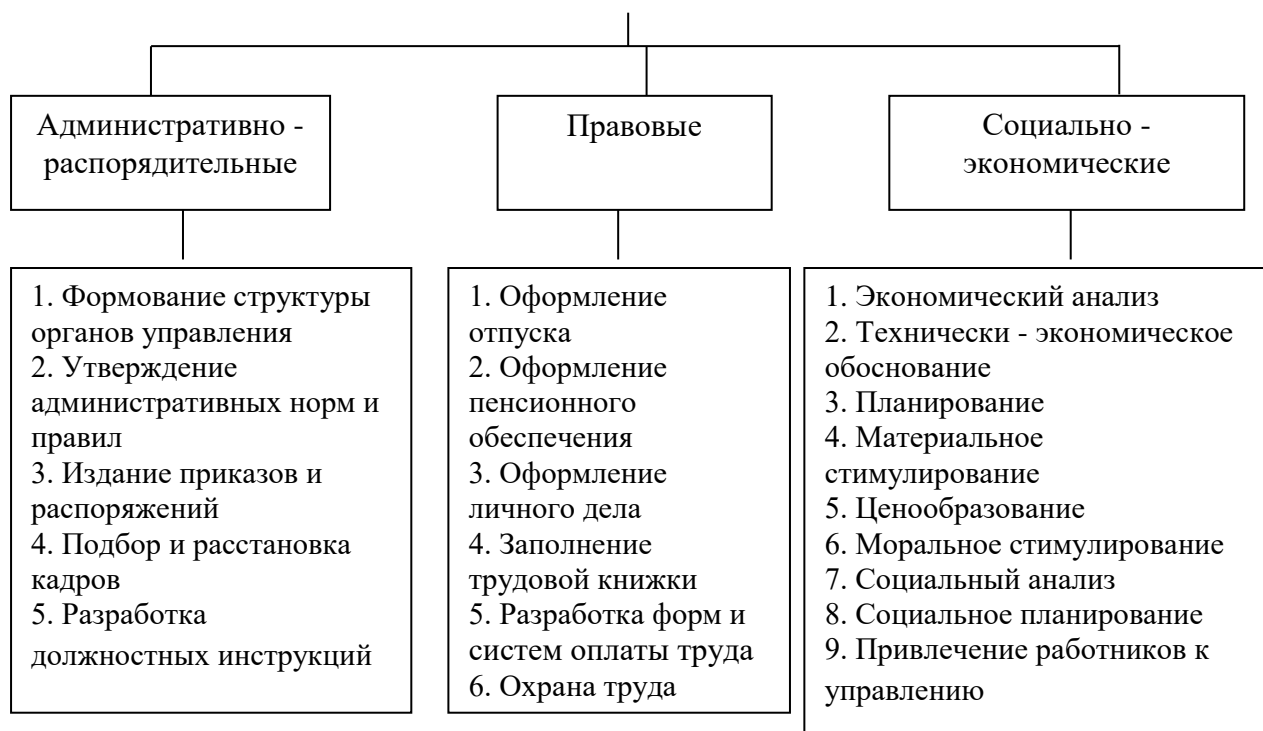 Административно -
распорядительные
Правовые
Социально -
экономические
1. Формование структуры
органов управления
2. Утверждение
административных норм и
правил
3. Издание приказов и
распоряжений
4. Подбор и расстановка
кадров
5. Разработка
должностных инструкций
1. Оформление
отпуска
2. Оформление
пенсионного
обеспечения
3. Оформление
личного дела
4. Заполнение
трудовой книжки
5. Разработка форм и
систем оплаты труда
6. Охрана труда
1. Экономический анализ
2. Технически - экономическое
обоснование
3. Планирование
4. Материальное
стимулирование
5. Ценообразование
6. Моральное стимулирование
7. Социальный анализ
8. Социальное планирование
9. Привлечение работников к
управлению